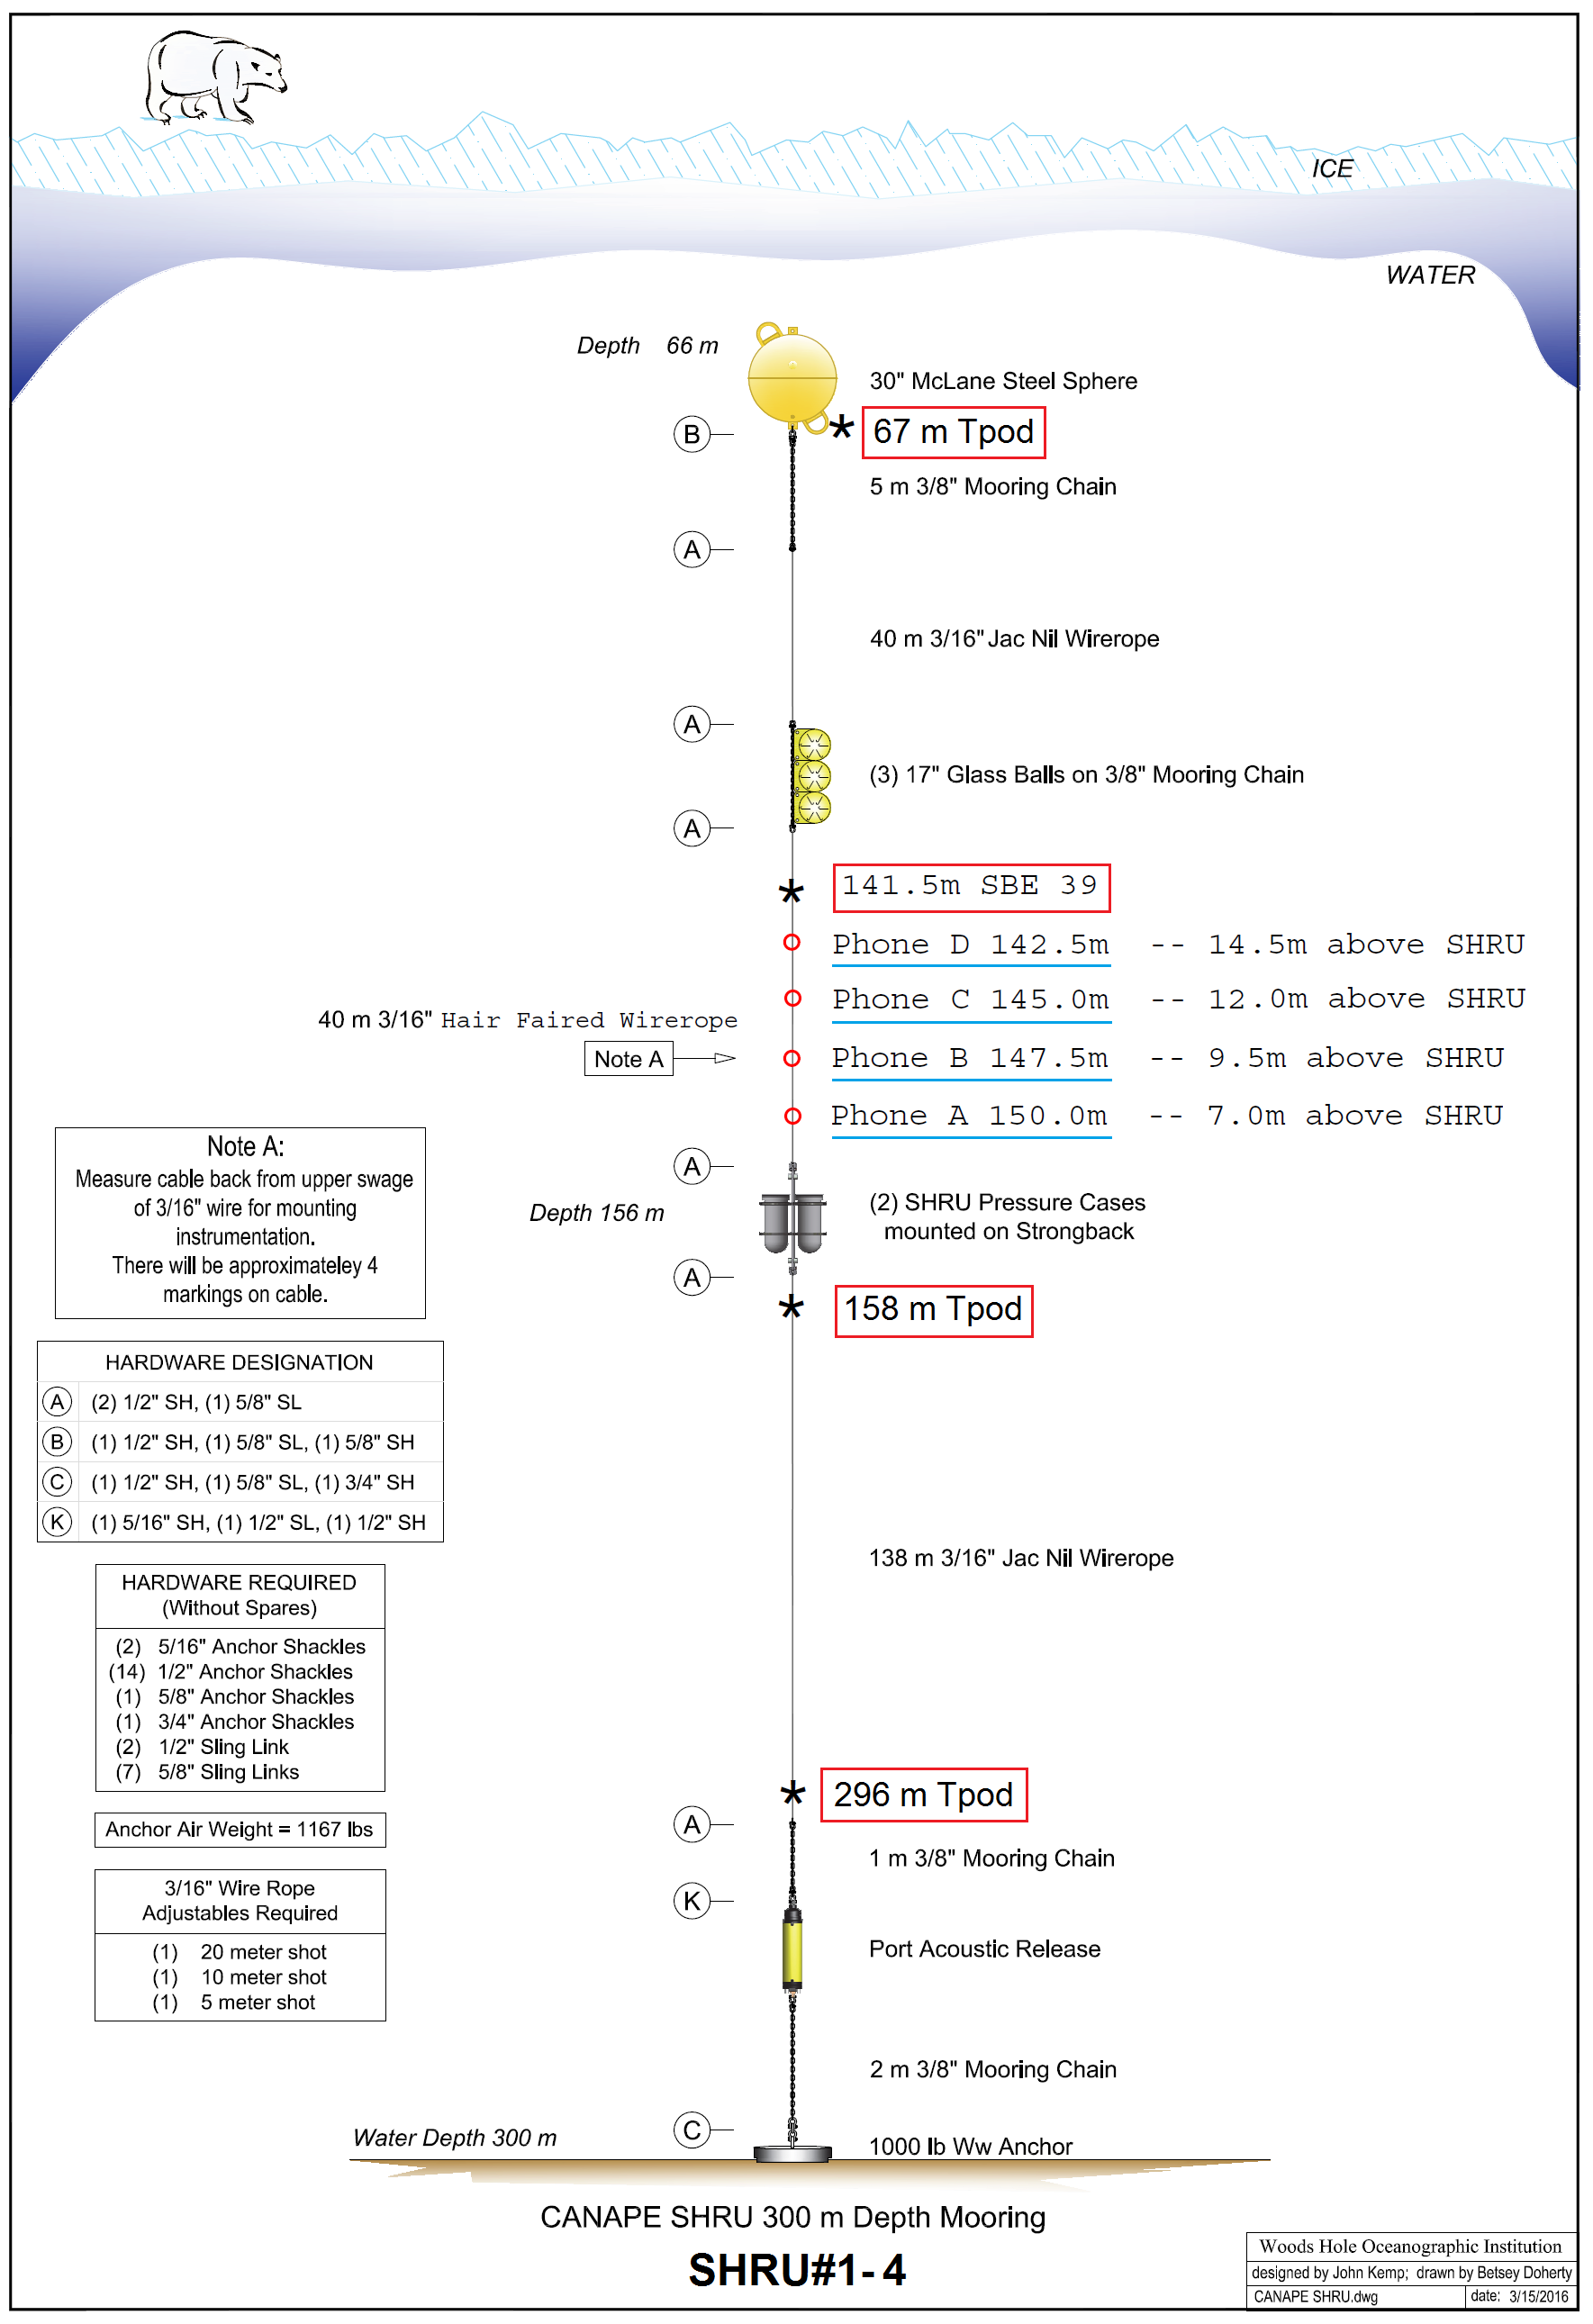 ICE
WATER
Depth 66 m
30" McLane Steel Sphere
B
* 67 m Tpod
5 m 3/8" Mooring Chain
A
40 m 3/16" Jac Nil Wirerope
A
(3) 17" Glass Balls on 3/8" Mooring Chain
A
* 141.5m SBE 39
Phone D 142.5m -- 14.5m above SHRU
Phone C 145.0m -- 12.0m above SHRU
40 m 3/16" Hair Faired Wirerope
Note A
Phone B 147.5m -- 9.5m above SHRU
Phone A 150.0m -- 7.0m above SHRU
A
Depth 156 m
(2) SHRU Pressure Cases
mounted on Strongback
A
* 158 m Tpod
Note A:
Measure cable back from upper swage
of 3/16" wire for mounting
instrumentation.
There will be approximateley 4
markings on cable.
HARDWARE DESIGNATION
A (2) 1/2" SH, (1) 5/8" SL
B (1) 1/2" SH, (1) 5/8" SL, (1) 5/8" SH
C (1) 1/2" SH, (1) 5/8" SL, (1) 3/4" SH
K (1) 5/16" SH, (1) 1/2" SL, (1) 1/2" SH
138 m 3/16" Jac Nil Wirerope
HARDWARE REQUIRED
(Without Spares)
(2) 5/16" Anchor Shackles
(14) 1/2" Anchor Shackles
(1) 5/8" Anchor Shackles
(1) 3/4" Anchor Shackles
(2) 1/2" Sling Link
(7) 5/8" Sling Links
Anchor Air Weight = 1167 lbs
3/16" Wire Rope
Adjustables Required
(1) 20 meter shot
(1) 10 meter shot
(1) 5 meter shot
* 296 m Tpod
A
1 m 3/8" Mooring Chain
K
Port Acoustic Release
2 m 3/8" Mooring Chain
C
Water Depth 300 m
1000 lb Ww Anchor
CANAPE SHRU 300 m Depth Mooring
SHRU#1-4
Woods Hole Oceanographic Institution
designed by John Kemp; drawn by Betsey Doherty
CANAPE SHRU.dwg date: 3/15/2016